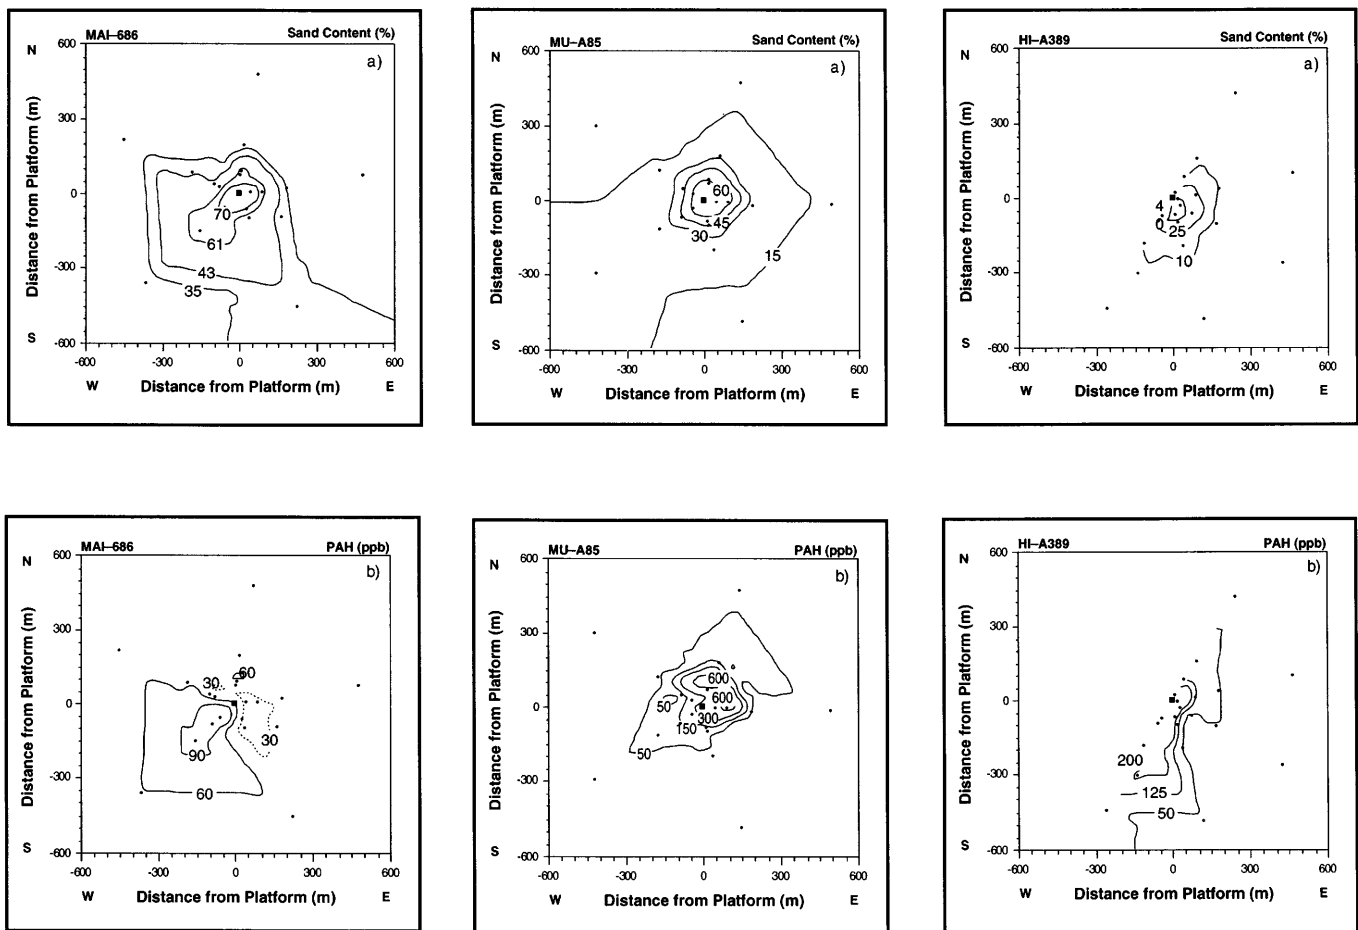 MAI–686 Sand Content (%)
a)
N
600
300
0
-300
-600
S
Distance from Platform (m)
70
61
43
35
-600 -300 0 300 600
W Distance from Platform (m) E
MU–A85 Sand Content (%)
a)
N
600
300
0
-300
-600
S
Distance from Platform (m)
60
45
30
15
-600 -300 0 300 600
W Distance from Platform (m) E
HI–A389 Sand Content (%)
a)
N
600
300
0
-300
-600
S
Distance from Platform (m)
4
0
25
10
-600 -300 0 300 600
W Distance from Platform (m) E
MAI–686 PAH (ppb)
b)
N
600
300
0
-300
-600
S
Distance from Platform (m)
60
30
30
90
60
-600 -300 0 300 600
W Distance from Platform (m) E
MU–A85 PAH (ppb)
b)
N
600
300
0
-300
-600
S
Distance from Platform (m)
600
600
50
300
150
50
-600 -300 0 300 600
W Distance from Platform (m) E
HI–A389 PAH (ppb)
b)
N
600
300
0
-300
-600
S
Distance from Platform (m)
200
125
50
-600 -300 0 300 600
W Distance from Platform (m) E